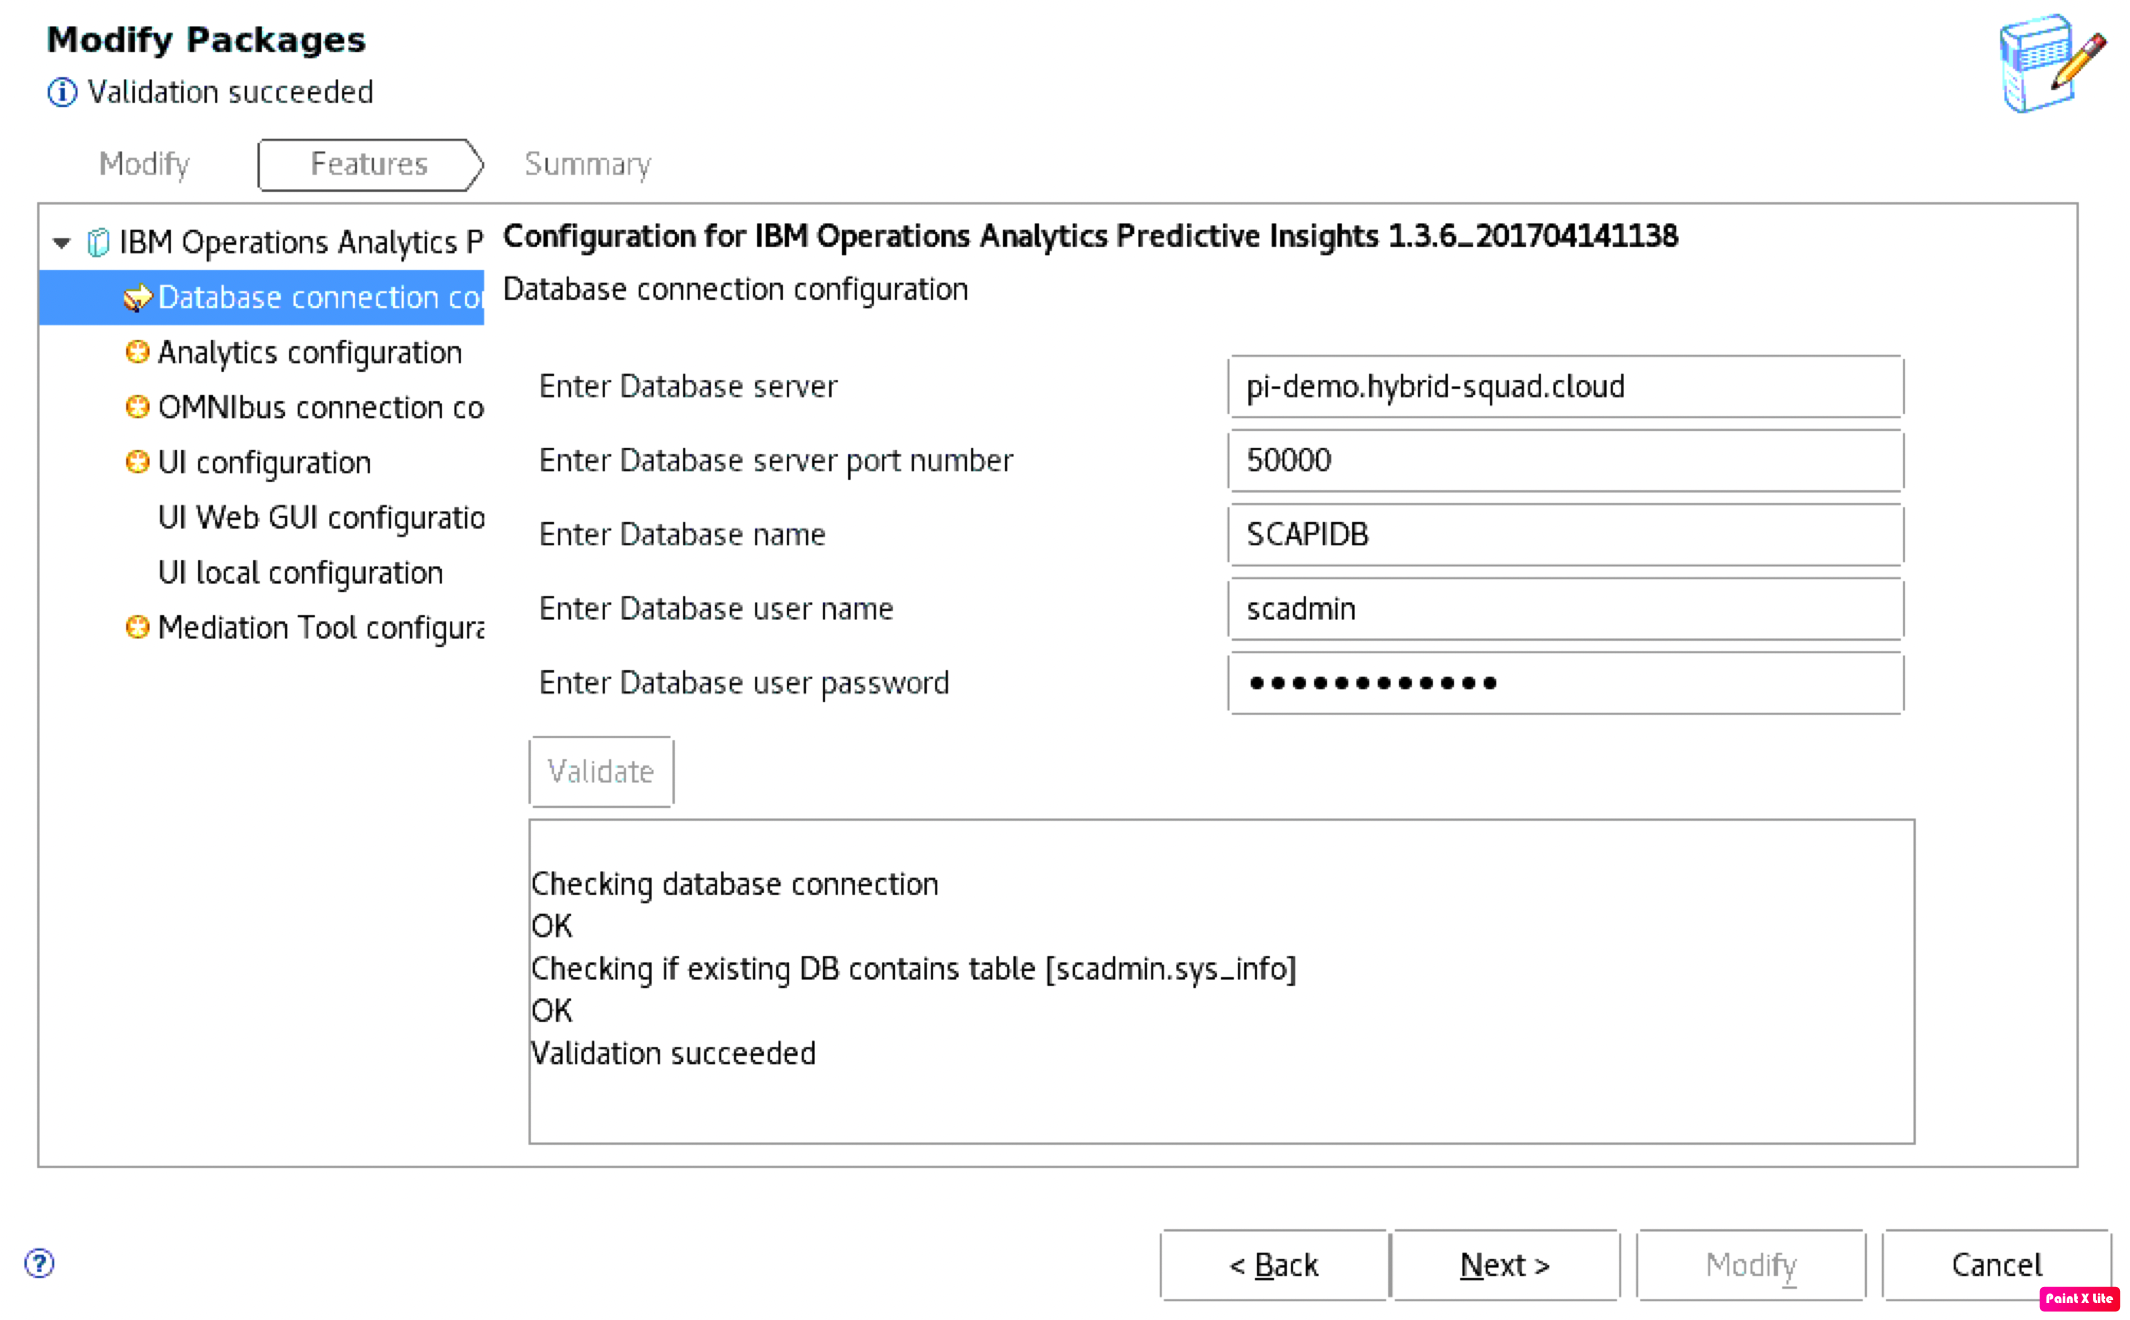 Modify Packages
Validation succeeded
Modify Features Summary
IBM Operations Analytics P
Database connection co
Analytics configuration
OMNIbus connection co
UI configuration
UI Web GUI configuratio
UI local configuration
Mediation Tool configura
Configuration for IBM Operations Analytics Predictive Insights 1.3.6_201704141138
Database connection configuration
Enter Database server pi-demo.hybrid-squad.cloud
Enter Database server port number 50000
Enter Database name SCAPIDB
Enter Database user name scadmin
Enter Database user password ••••••••••••
Validate
Checking database connection
OK
Checking if existing DB contains table [scadmin.sys_info]
OK
Validation succeeded
?
< Back Next > Modify Cancel
Paint X Lite